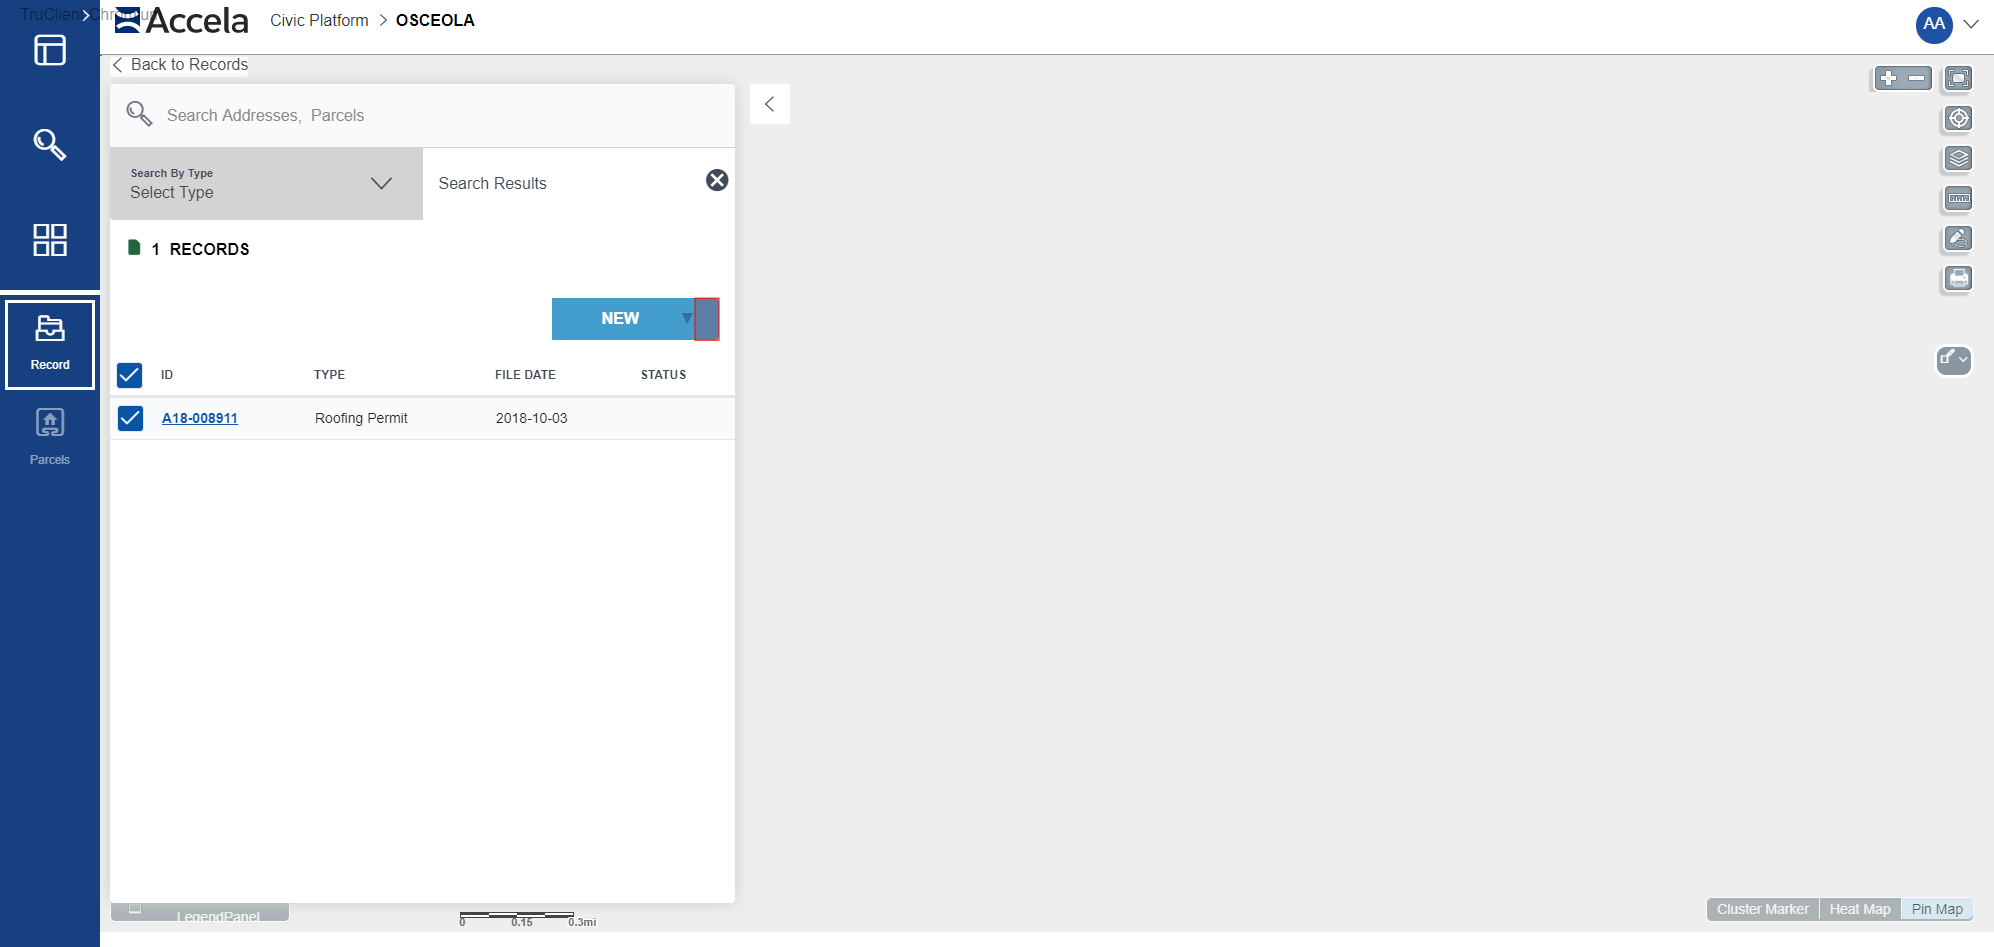 TruClient Chromium
Accela
Civic Platform > OSCEOLA
AA
Back to Records
Search Addresses, Parcels
Search By Type
Select Type
Search Results
1 RECORDS
NEW
ID TYPE FILE DATE STATUS
A18-008911 Roofing Permit 2018-10-03
Record
Parcels
LegendPanel
0 0.15 0.3mi
Cluster Marker Heat Map Pin Map